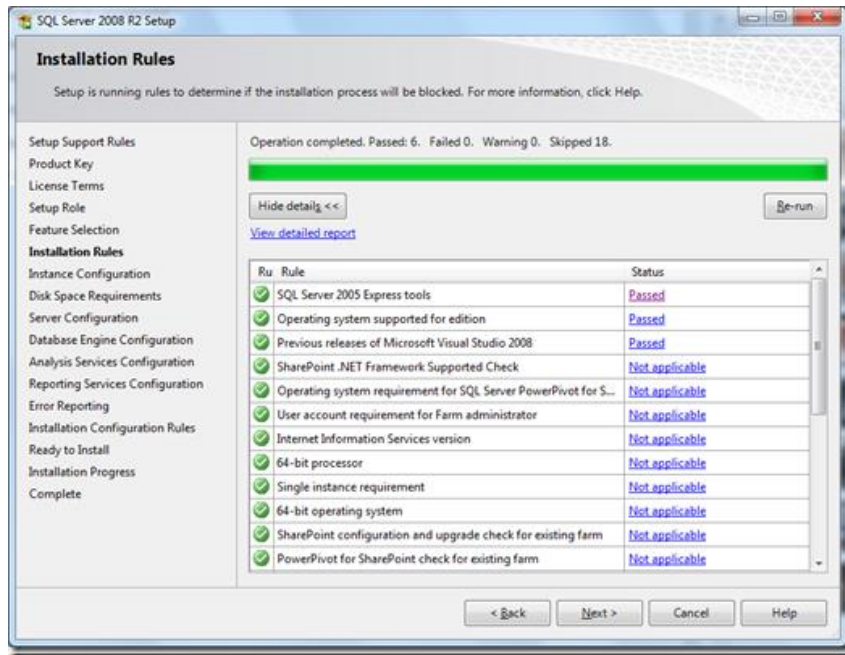 SQL Server 2008 R2 Setup
Installation Rules
Setup is running rules to determine if the installation process will be blocked. For more information, click Help.
Setup Support Rules
Product Key
License Terms
Setup Role
Feature Selection
Installation Rules
Instance Configuration
Disk Space Requirements
Server Configuration
Database Engine Configuration
Analysis Services Configuration
Reporting Services Configuration
Error Reporting
Installation Configuration Rules
Ready to Install
Installation Progress
Complete
Operation completed. Passed: 6. Failed 0. Warning 0. Skipped 18.
Hide details << Re-run
View detailed report
Ru Rule Status
SQL Server 2005 Express tools Passed
Operating system supported for edition Passed
Previous releases of Microsoft Visual Studio 2008 Passed
SharePoint .NET Framework Supported Check Not applicable
Operating system requirement for SQL Server PowerPivot for S... Not applicable
User account requirement for Farm administrator Not applicable
Internet Information Services version Not applicable
64-bit processor Not applicable
Single instance requirement Not applicable
64-bit operating system Not applicable
SharePoint configuration and upgrade check for existing farm Not applicable
PowerPivot for SharePoint check for existing farm Not applicable
< Back Next > Cancel Help